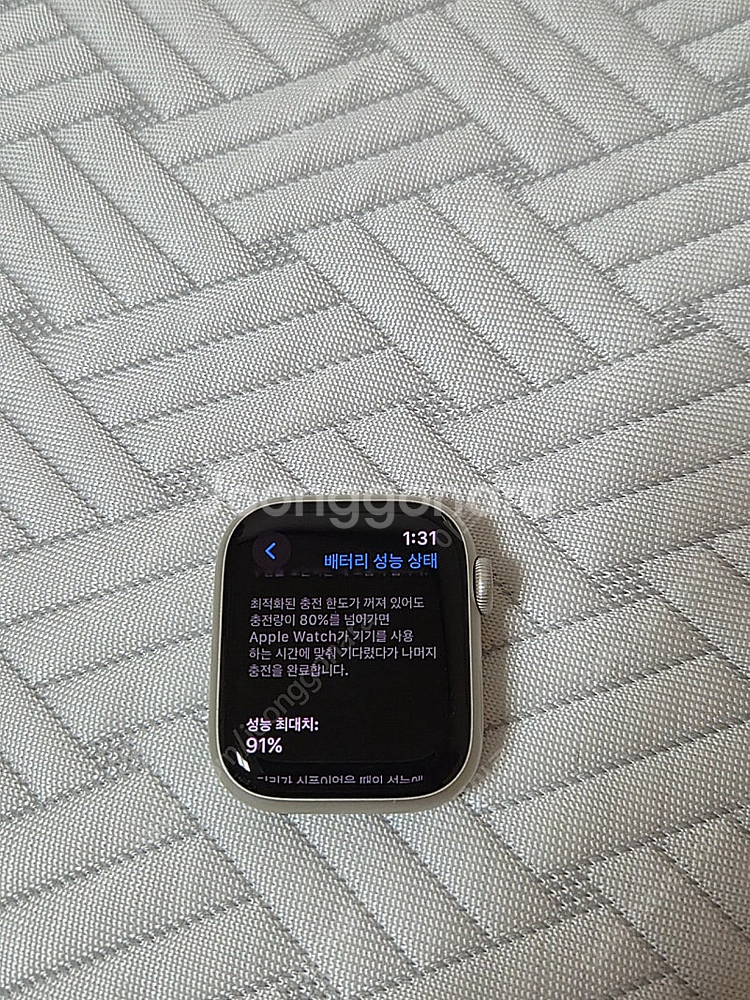 1:31
배터리 성능 상태
최적화된 충전 한도가 꺼져 있어도
충전량이 80%를 넘어가면
Apple Watch가 기기를 사용
하는 시간에 맞춰 기다렸다가 나머지
충전을 완료합니다.
성능 최대치:
91%